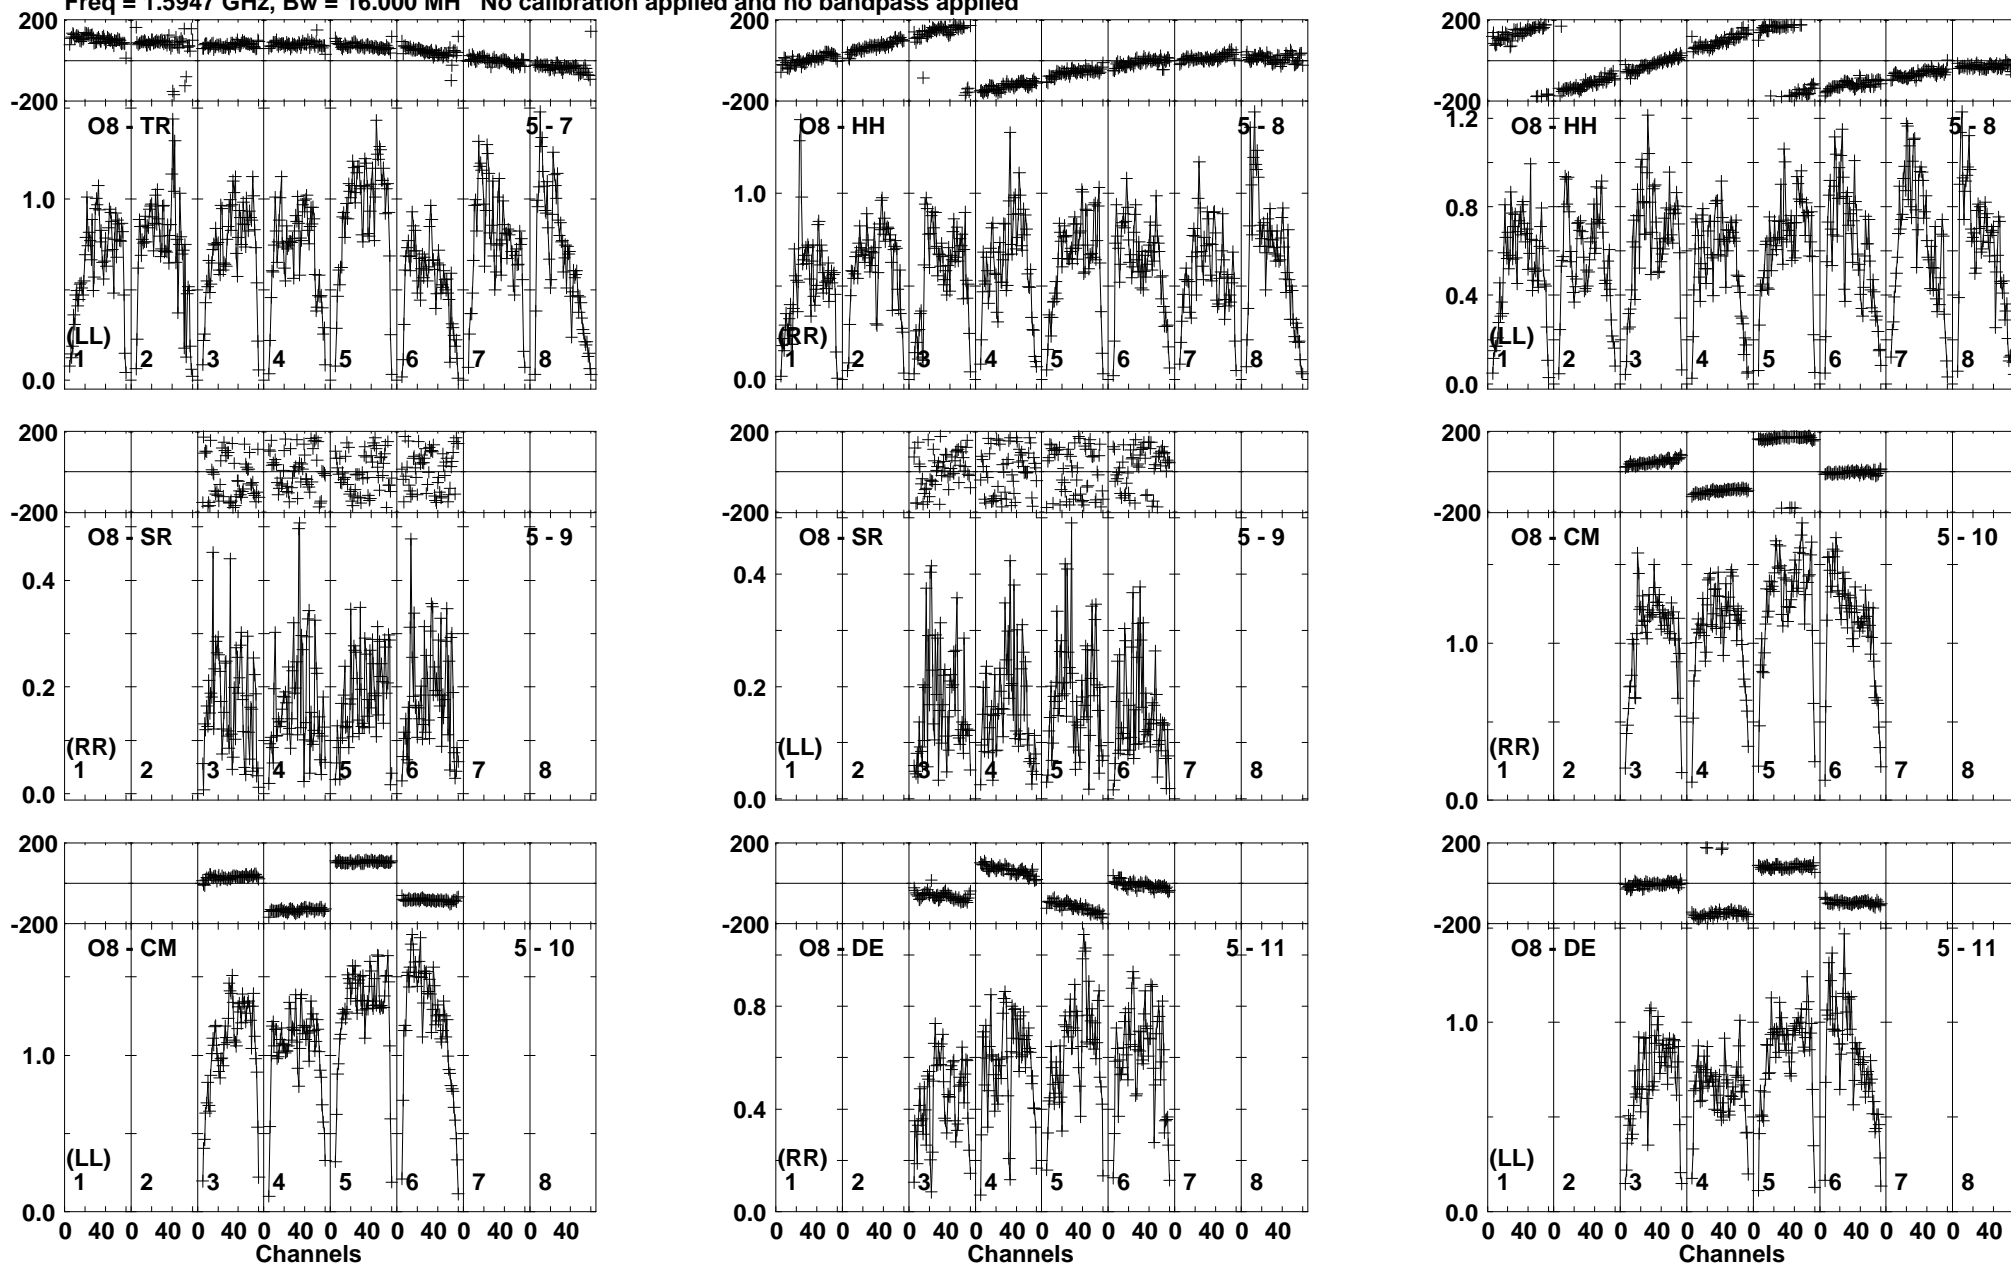 Freq = 1.5947 GHz, Bw = 16.000 MH No calibration applied and no bandpass applied
200
-200
O8 - TR 5 - 7
1.0
(LL)
1 2 3 4 5 6 7 8
0.0
200
-200
O8 - HH 5 - 8
1.0
(RR)
1 2 3 4 5 6 7 8
0.0
200
-200
1.2
O8 - HH 5 - 8
0.8
0.4
(LL)
1 2 3 4 5 6 7 8
0.0
200
-200
O8 - SR 5 - 9
0.4
0.2
(RR)
1 2 3 4 5 6 7 8
0.0
200
-200
O8 - SR 5 - 9
0.4
0.2
(LL)
1 2 3 4 5 6 7 8
0.0
200
-200
O8 - CM 5 - 10
1.0
(RR)
1 2 3 4 5 6 7 8
0.0
200
-200
O8 - CM 5 - 10
1.0
(LL)
1 2 3 4 5 6 7 8
0.0
0 40 0 40 0 40 0 40 0 40 0 40 0 40 0 40
Channels
200
-200
O8 - DE 5 - 11
0.8
0.4
(RR)
1 2 3 4 5 6 7 8
0.0
0 40 0 40 0 40 0 40 0 40 0 40 0 40 0 40
Channels
200
-200
O8 - DE 5 - 11
1.0
(LL)
1 2 3 4 5 6 7 8
0.0
0 40 0 40 0 40 0 40 0 40 0 40 0 40 0 40
Channels